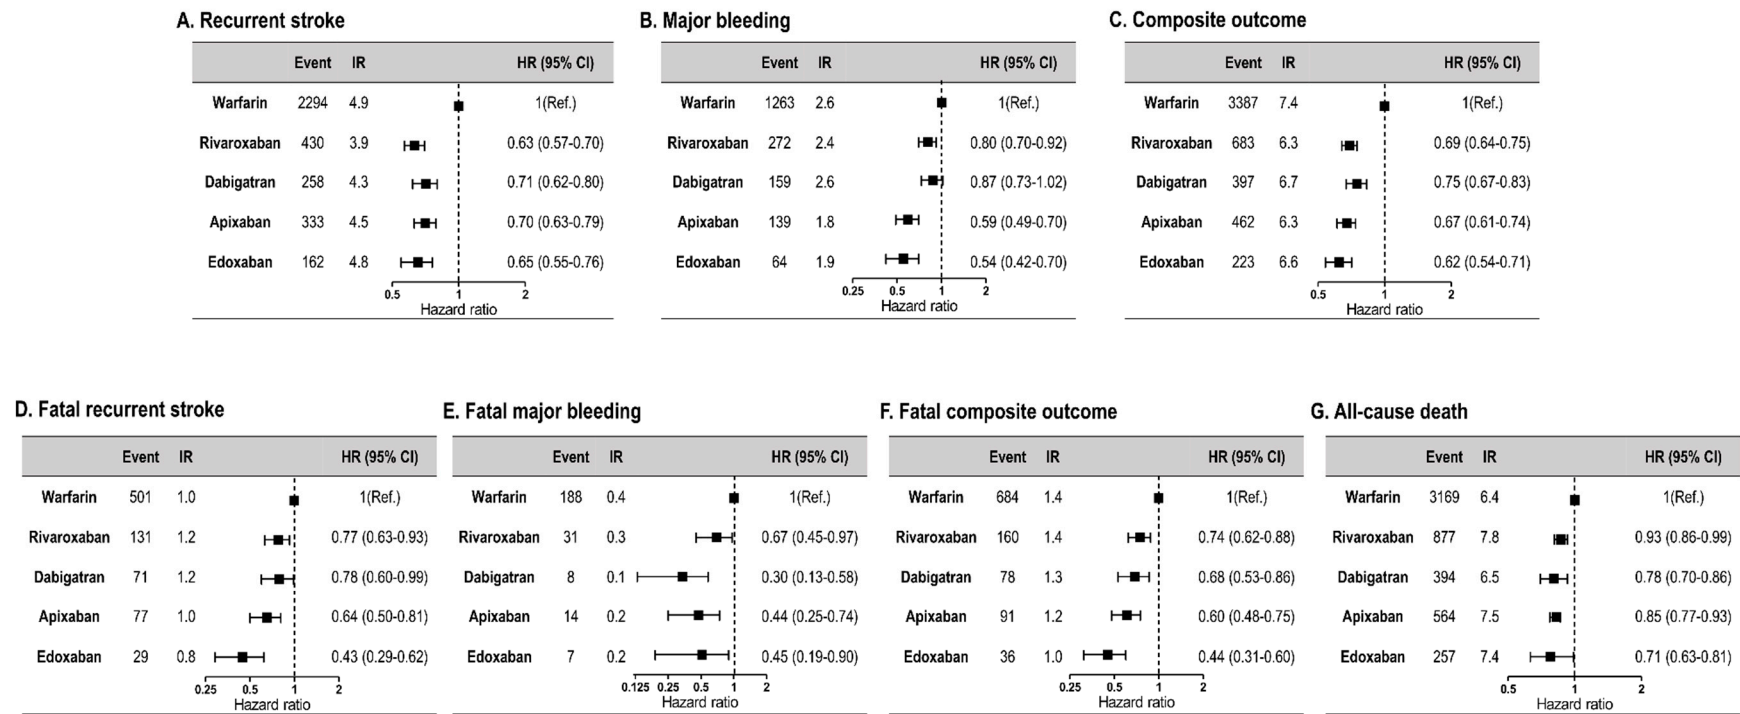 A. Recurrent stroke
Event IR HR (95% CI)
Warfarin 2294 4.9 1(Ref.)
Rivaroxaban 430 3.9 0.63 (0.57-0.70)
Dabigatran 258 4.3 0.71 (0.62-0.80)
Apixaban 333 4.5 0.70 (0.63-0.79)
Edoxaban 162 4.8 0.65 (0.55-0.76)
0.5 1 2
Hazard ratio
B. Major bleeding
Event IR HR (95% CI)
Warfarin 1263 2.6 1(Ref.)
Rivaroxaban 272 2.4 0.80 (0.70-0.92)
Dabigatran 159 2.6 0.87 (0.73-1.02)
Apixaban 139 1.8 0.59 (0.49-0.70)
Edoxaban 64 1.9 0.54 (0.42-0.70)
0.25 0.5 1 2
Hazard ratio
C. Composite outcome
Event IR HR (95% CI)
Warfarin 3387 7.4 1(Ref.)
Rivaroxaban 683 6.3 0.69 (0.64-0.75)
Dabigatran 397 6.7 0.75 (0.67-0.83)
Apixaban 462 6.3 0.67 (0.61-0.74)
Edoxaban 223 6.6 0.62 (0.54-0.71)
0.5 1 2
Hazard ratio
D. Fatal recurrent stroke
Event IR HR (95% CI)
Warfarin 501 1.0 1(Ref.)
Rivaroxaban 131 1.2 0.77 (0.63-0.93)
Dabigatran 71 1.2 0.78 (0.60-0.99)
Apixaban 77 1.0 0.64 (0.50-0.81)
Edoxaban 29 0.8 0.43 (0.29-0.62)
0.25 0.5 1 2
Hazard ratio
E. Fatal major bleeding
Event IR HR (95% CI)
Warfarin 188 0.4 1(Ref.)
Rivaroxaban 31 0.3 0.67 (0.45-0.97)
Dabigatran 8 0.1 0.30 (0.13-0.58)
Apixaban 14 0.2 0.44 (0.25-0.74)
Edoxaban 7 0.2 0.45 (0.19-0.90)
0.125 0.25 0.5 1 2
Hazard ratio
F. Fatal composite outcome
Event IR HR (95% CI)
Warfarin 684 1.4 1(Ref.)
Rivaroxaban 160 1.4 0.74 (0.62-0.88)
Dabigatran 78 1.3 0.68 (0.53-0.86)
Apixaban 91 1.2 0.60 (0.48-0.75)
Edoxaban 36 1.0 0.44 (0.31-0.60)
0.25 0.5 1 2
Hazard ratio
G. All-cause death
Event IR HR (95% CI)
Warfarin 3169 6.4 1(Ref.)
Rivaroxaban 877 7.8 0.93 (0.86-0.99)
Dabigatran 394 6.5 0.78 (0.70-0.86)
Apixaban 564 7.5 0.85 (0.77-0.93)
Edoxaban 257 7.4 0.71 (0.63-0.81)
0.5 1 2
Hazard ratio